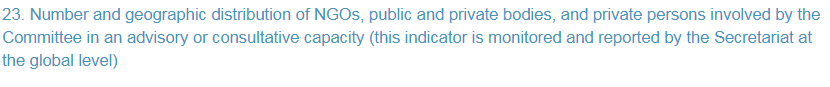 23. Number and geographic distribution of NGOs, public and private bodies, and private persons involved by the
Committee in an advisory or consultative capacity (this indicator is monitored and reported by the Secretariat at
the global level)